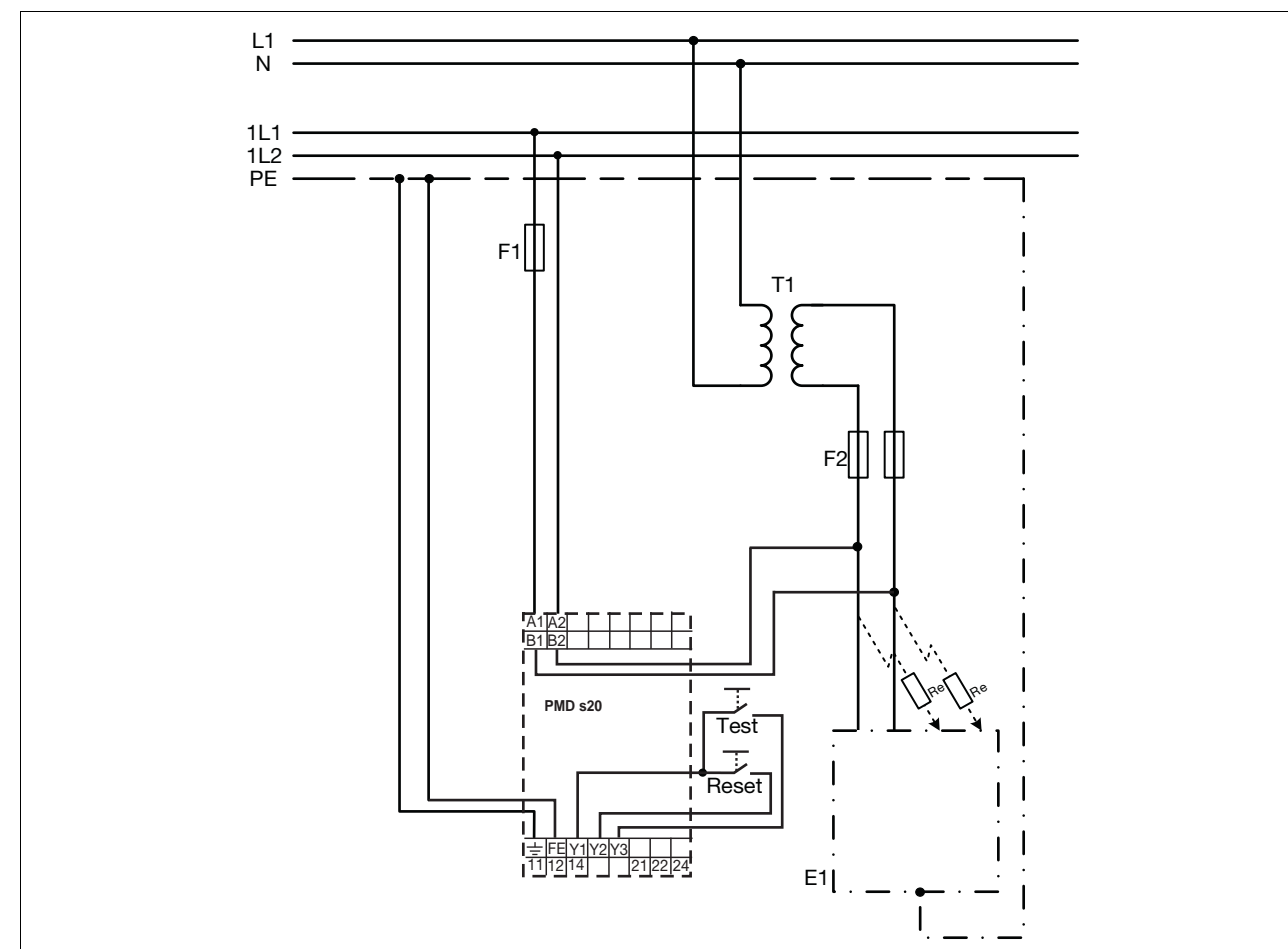 L1
N
1L1
1L2
PE
F1
T1
F2
A1 A2
B1 B2
Re Re
PMD s20
Test
Reset
FE Y1 Y2 Y3
11 12 14 21 22 24
E1